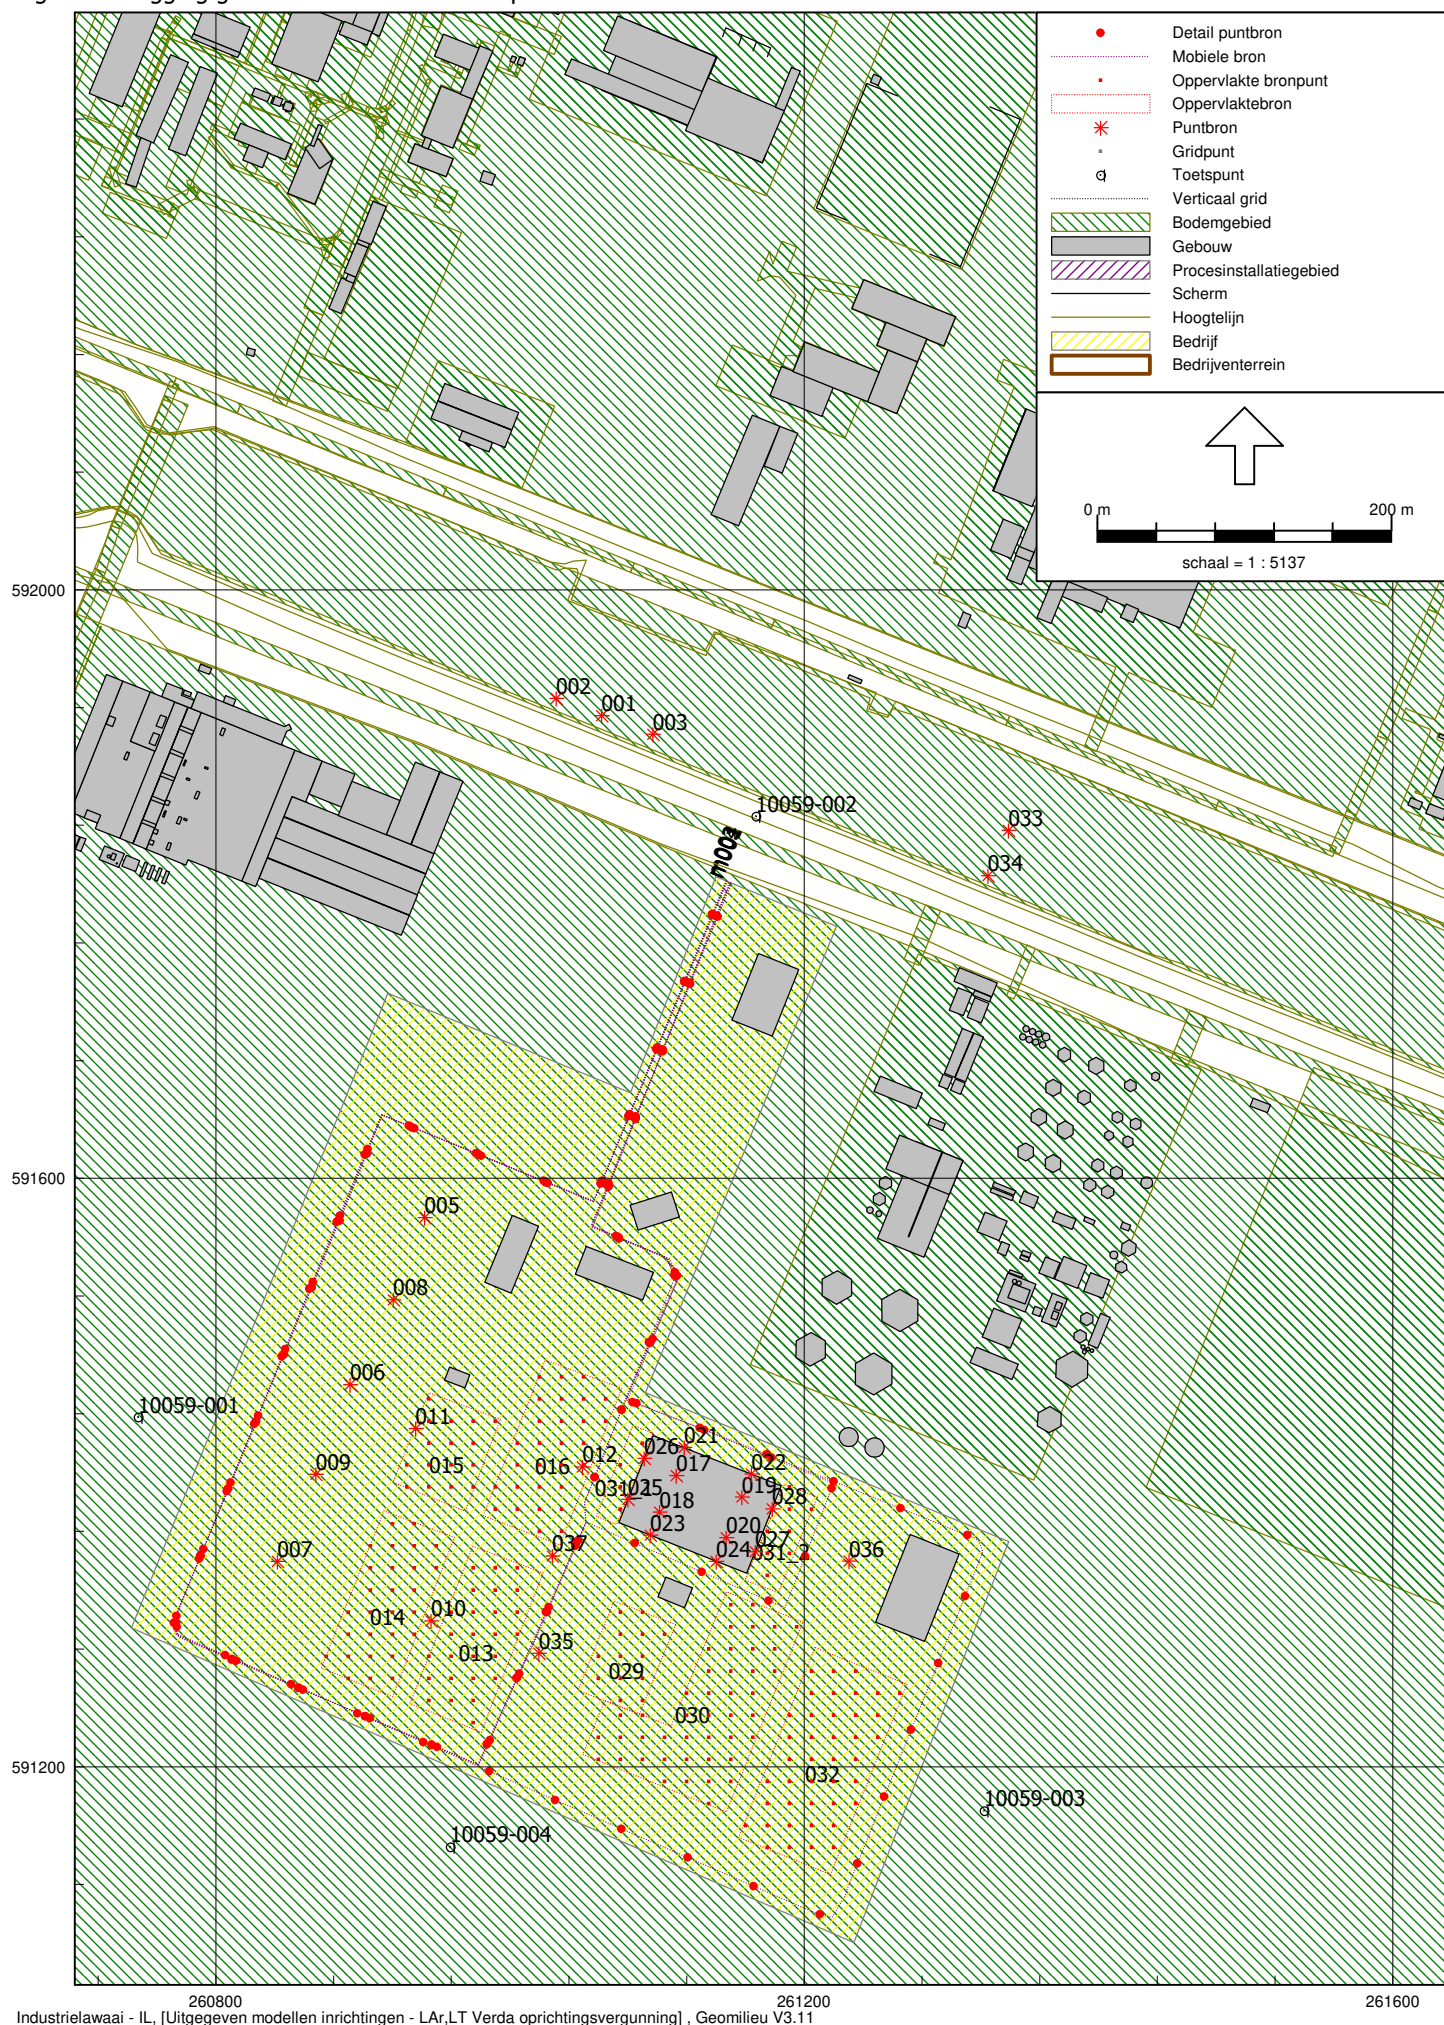 Detail puntbron
Mobiele bron
Oppervlakte bronpunt
Oppervlaktebron
Puntbron
Gridpunt
Toetspunt
Verticaal grid
Bodemgebied
Gebouw
Procesinstallatiegebied
Scherm
Hoogtelijn
Bedrijf
Bedrijventerrein
0 m
200 m
schaal = 1 : 5137
592000
002
001
003
10059-002
033
034
591600
005
008
006
10059-001
011
009
015
016
012
026
021
017
022
018
019
028
023
020
027
024
031_2
036
037
007
014
010
013
035
029
030
032
591200
10059-003
10059-004
260800
261200
261600
Industrielawaai - IL, [Uitgegeven modellen inrichtingen - LAr,LT Verda oprichtingsvergunning] , Geomilieu V3.11